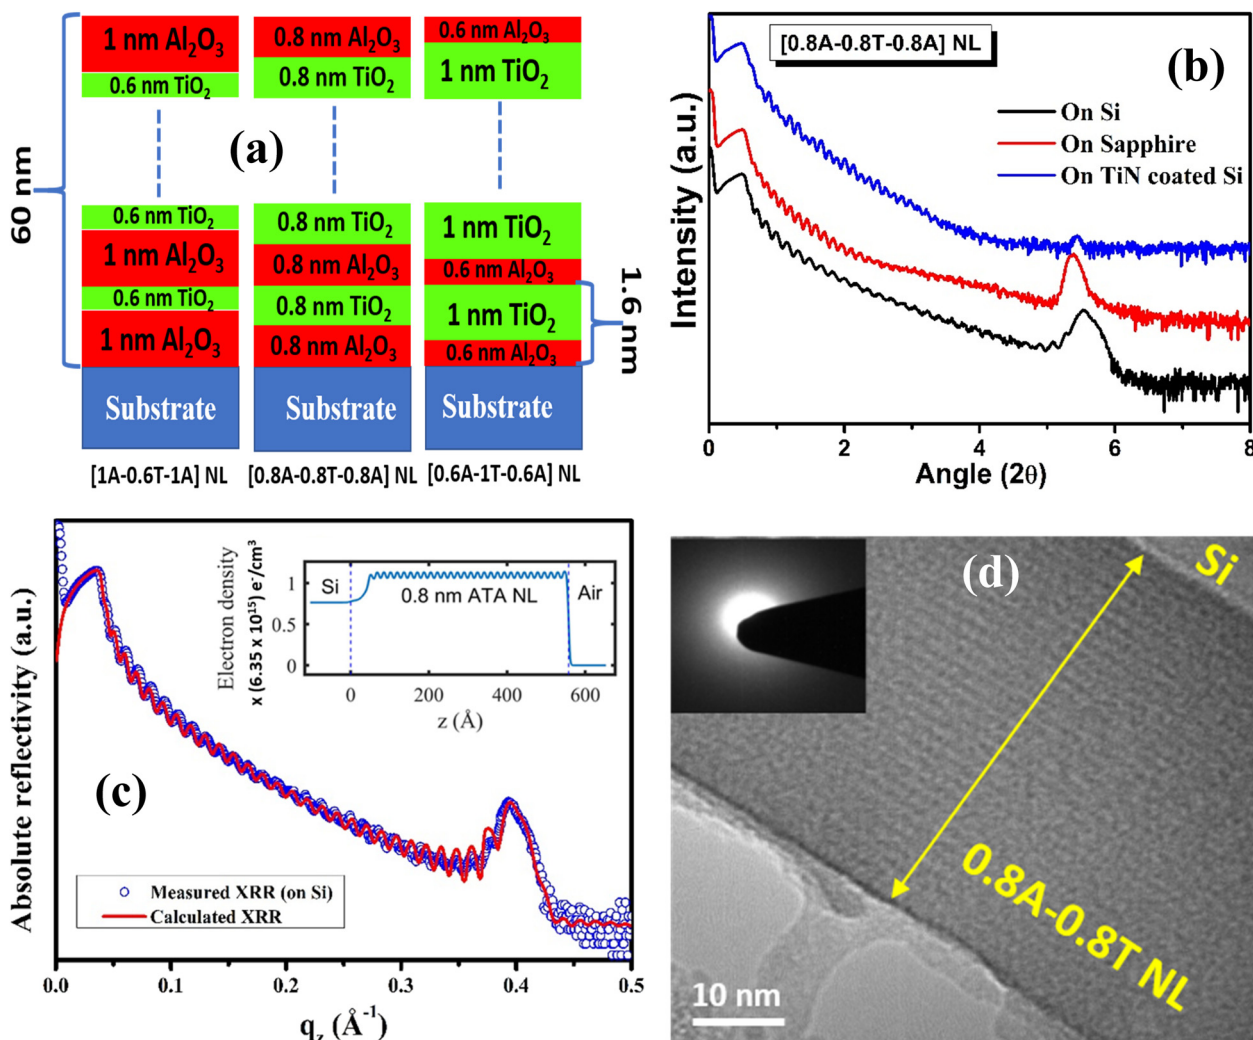 1 nm Al₂O₃
0.6 nm TiO₂
0.8 nm Al₂O₃
0.8 nm TiO₂
0.6 nm Al₂O₃
1 nm TiO₂
(a)
60 nm
0.6 nm TiO₂
1 nm Al₂O₃
0.6 nm TiO₂
1 nm Al₂O₃
Substrate
[1A-0.6T-1A] NL
0.8 nm TiO₂
0.8 nm Al₂O₃
0.8 nm TiO₂
0.8 nm Al₂O₃
Substrate
[0.8A-0.8T-0.8A] NL
1 nm TiO₂
0.6 nm Al₂O₃
1 nm TiO₂
0.6 nm Al₂O₃
Substrate
[0.6A-1T-0.6A] NL
1.6 nm
[0.8A-0.8T-0.8A] NL
(b)
On Si
On Sapphire
On TiN coated Si
Intensity (a.u.)
0 2 4 6 8
Angle (2θ)
Absolute reflectivity (a.u.)
Electron density
x (6.35 x 10¹⁵) e⁻/cm³
1
0.5
0
Si
0.8 nm ATA NL
Air
0 200 400 600
z (Å)
(c)
Measured XRR (on Si)
Calculated XRR
0.0 0.1 0.2 0.3 0.4 0.5
q_z (Å⁻¹)
(d)
Si
0.8A-0.8T NL
10 nm